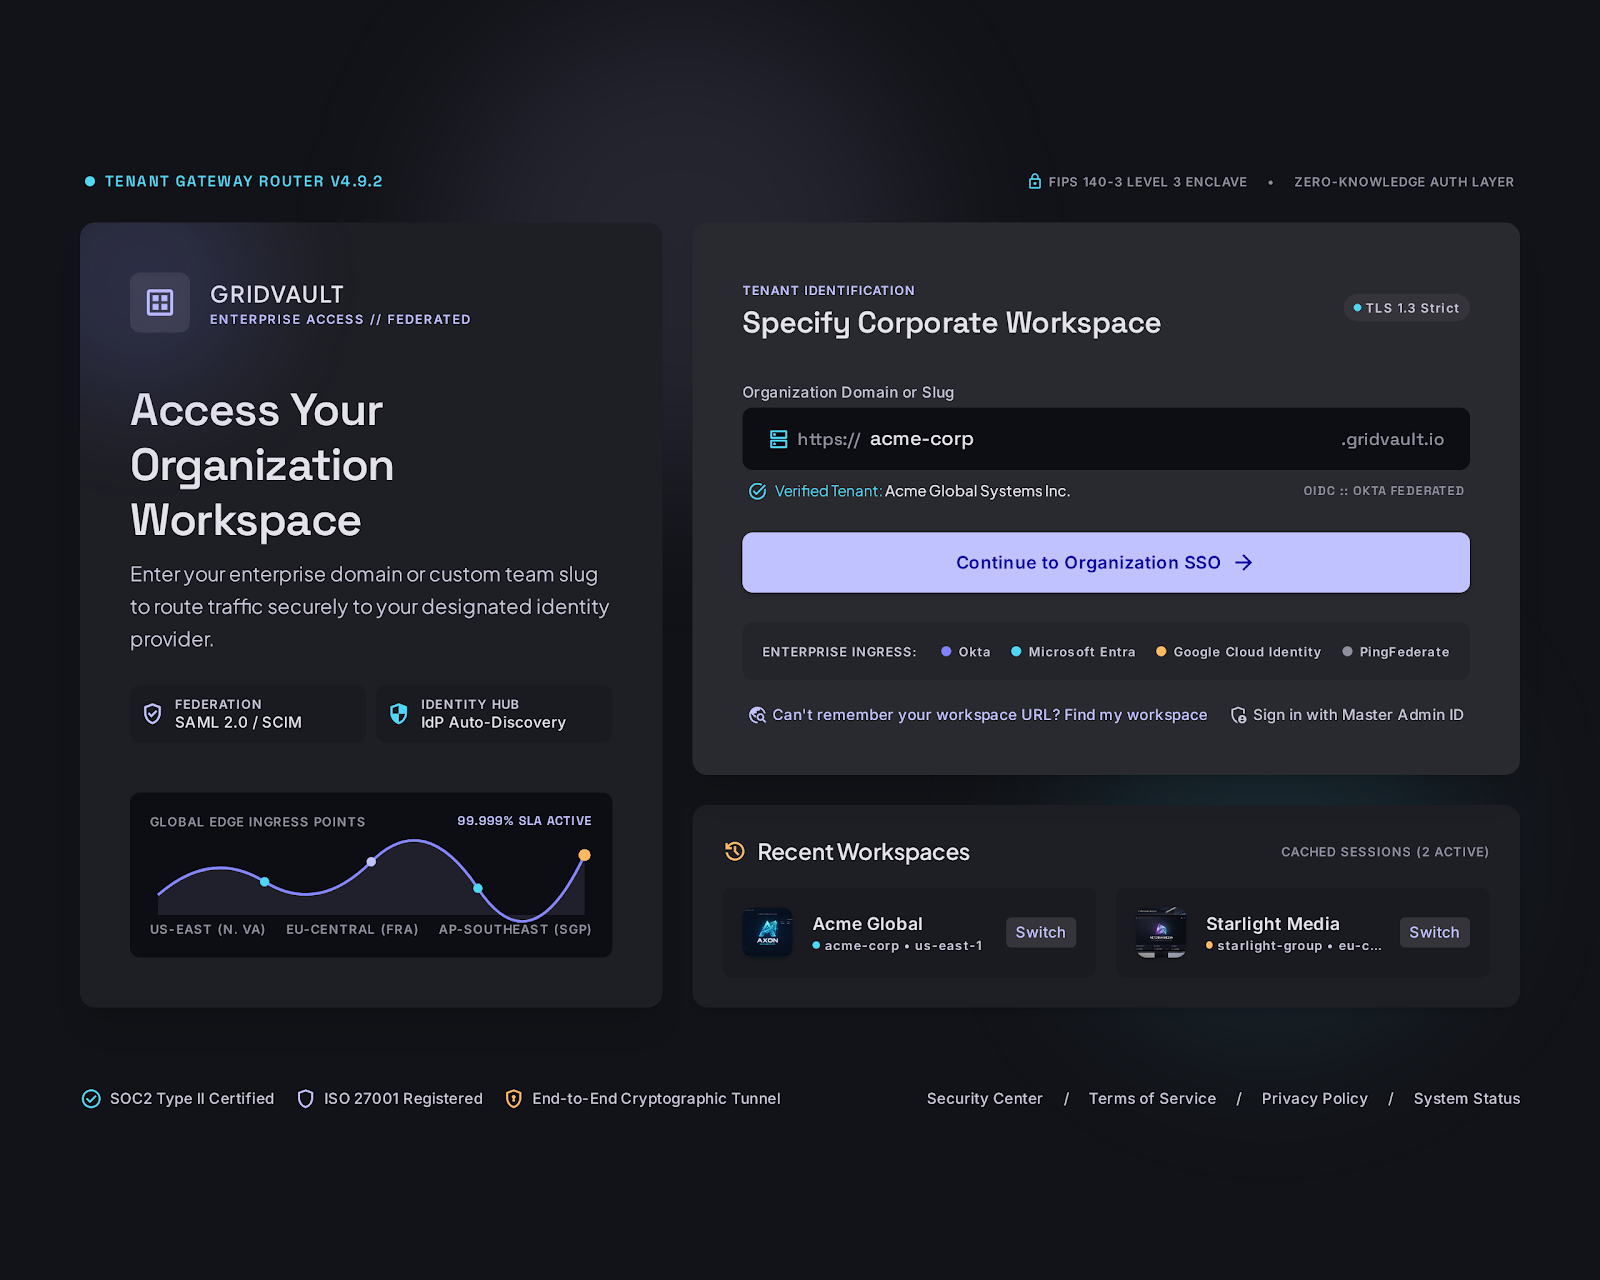 TENANT GATEWAY ROUTER V4.9.2
FIPS 140-3 LEVEL 3 ENCLAVE • ZERO-KNOWLEDGE AUTH LAYER
GRIDVAULT
ENTERPRISE ACCESS // FEDERATED
Access Your
Organization
Workspace
Enter your enterprise domain or custom team slug
to route traffic securely to your designated identity
provider.
FEDERATION
SAML 2.0 / SCIM
IDENTITY HUB
IdP Auto-Discovery
GLOBAL EDGE INGRESS POINTS
99.999% SLA ACTIVE
US-EAST (N. VA)
EU-CENTRAL (FRA)
AP-SOUTHEAST (SGP)
TENANT IDENTIFICATION
Specify Corporate Workspace
TLS 1.3 Strict
Organization Domain or Slug
https:// acme-corp .gridvault.io
Verified Tenant: Acme Global Systems Inc.
OIDC :: OKTA FEDERATED
Continue to Organization SSO
ENTERPRISE INGRESS: Okta Microsoft Entra Google Cloud Identity PingFederate
Can't remember your workspace URL? Find my workspace
Sign in with Master Admin ID
Recent Workspaces
CACHED SESSIONS (2 ACTIVE)
AXON
Acme Global
acme-corp • us-east-1
Switch
Starlight Media
starlight-group • eu-c...
Switch
SOC2 Type II Certified
ISO 27001 Registered
End-to-End Cryptographic Tunnel
Security Center / Terms of Service / Privacy Policy / System Status